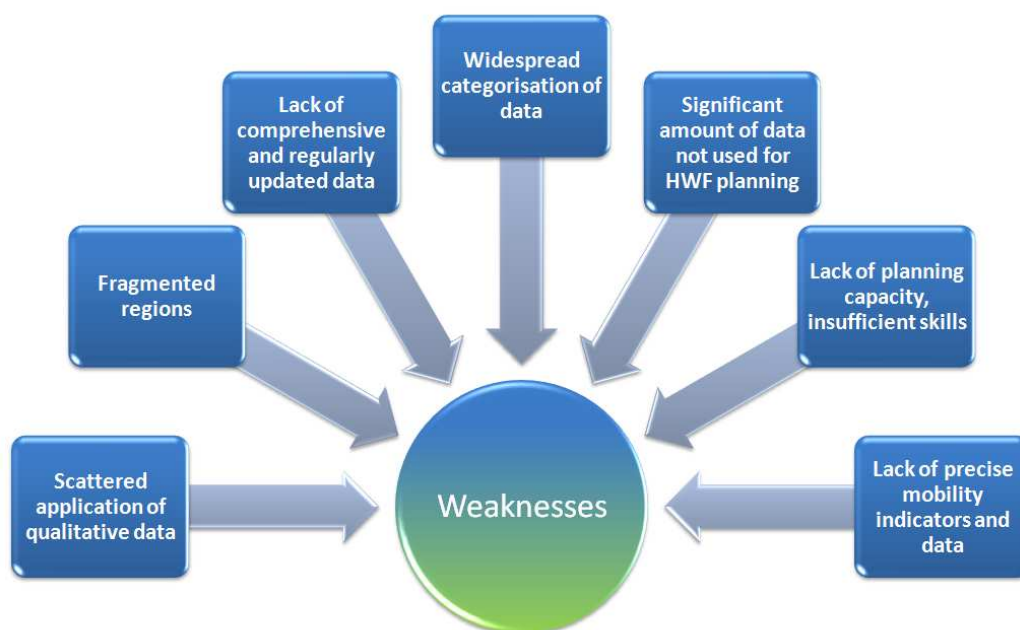 Scattered
application of
qualitative data
Fragmented
regions
Lack of
comprehensive
and regularly
updated data
Widespread
categorisation of
data
Significant
amount of data
not used for
HWF planning
Lack of planning
capacity,
insufficient skills
Lack of precise
mobility
indicators and
data
Weaknesses